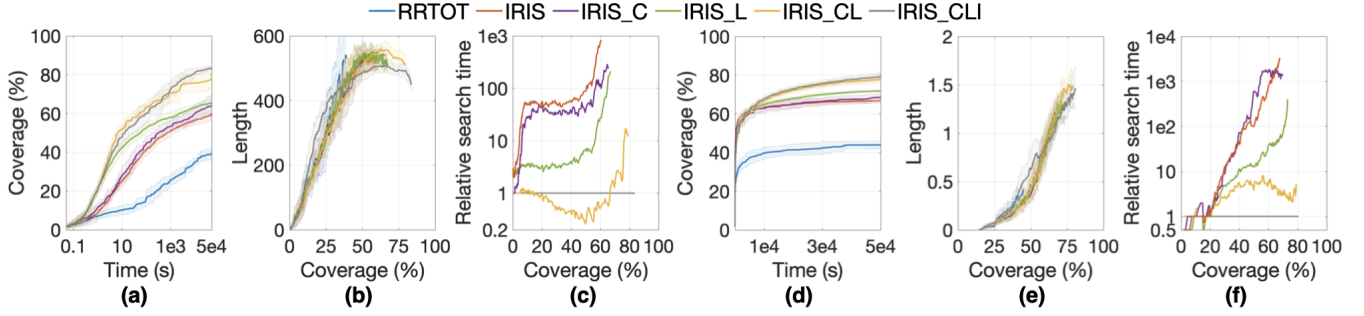 RRTOT IRIS IRIS_C IRIS_L IRIS_CL IRIS_CLI
Coverage (%)
100
80
60
40
20
0
0.1 10 1e3 5e4
Time (s)
(a)
Length
600
400
200
0
0 25 50 75 100
Coverage (%)
(b)
Relative search time
1e3
100
10
1
0.2
0 20 40 60 80 100
Coverage (%)
(c)
Coverage (%)
100
80
60
40
20
0
1e4 3e4 5e4
Time (s)
(d)
Length
2
1.5
1
0.5
0
0 25 50 75 100
Coverage (%)
(e)
Relative search time
1e4
1e3
1e2
10
1
0.5
0 20 40 60 80 100
Coverage (%)
(f)